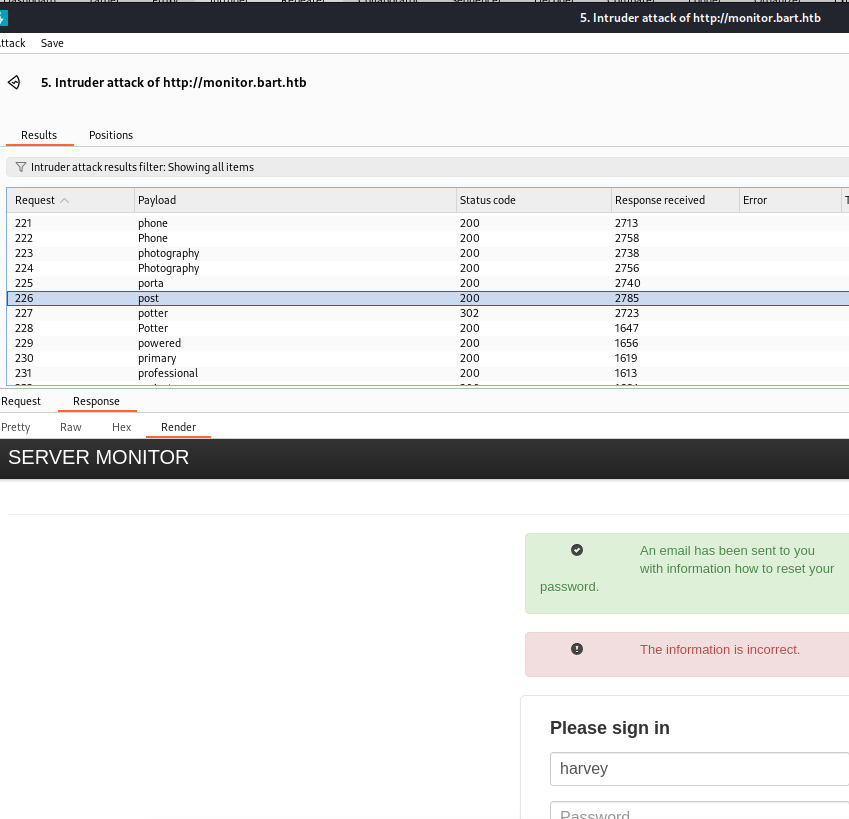 5. Intruder attack of http://monitor.bart.htb
ttack Save
5. Intruder attack of http://monitor.bart.htb
Results Positions
Intruder attack results filter: Showing all items
Request Payload Status code Response received Error T
221 phone 200 2713
222 Phone 200 2758
223 photography 200 2738
224 Photography 200 2756
225 porta 200 2740
226 post 200 2785
227 potter 302 2723
228 Potter 200 1647
229 powered 200 1656
230 primary 200 1619
231 professional 200 1613
Request Response
Pretty Raw Hex Render
SERVER MONITOR
An email has been sent to you
with information how to reset your
password.
The information is incorrect.
Please sign in
harvey
Password